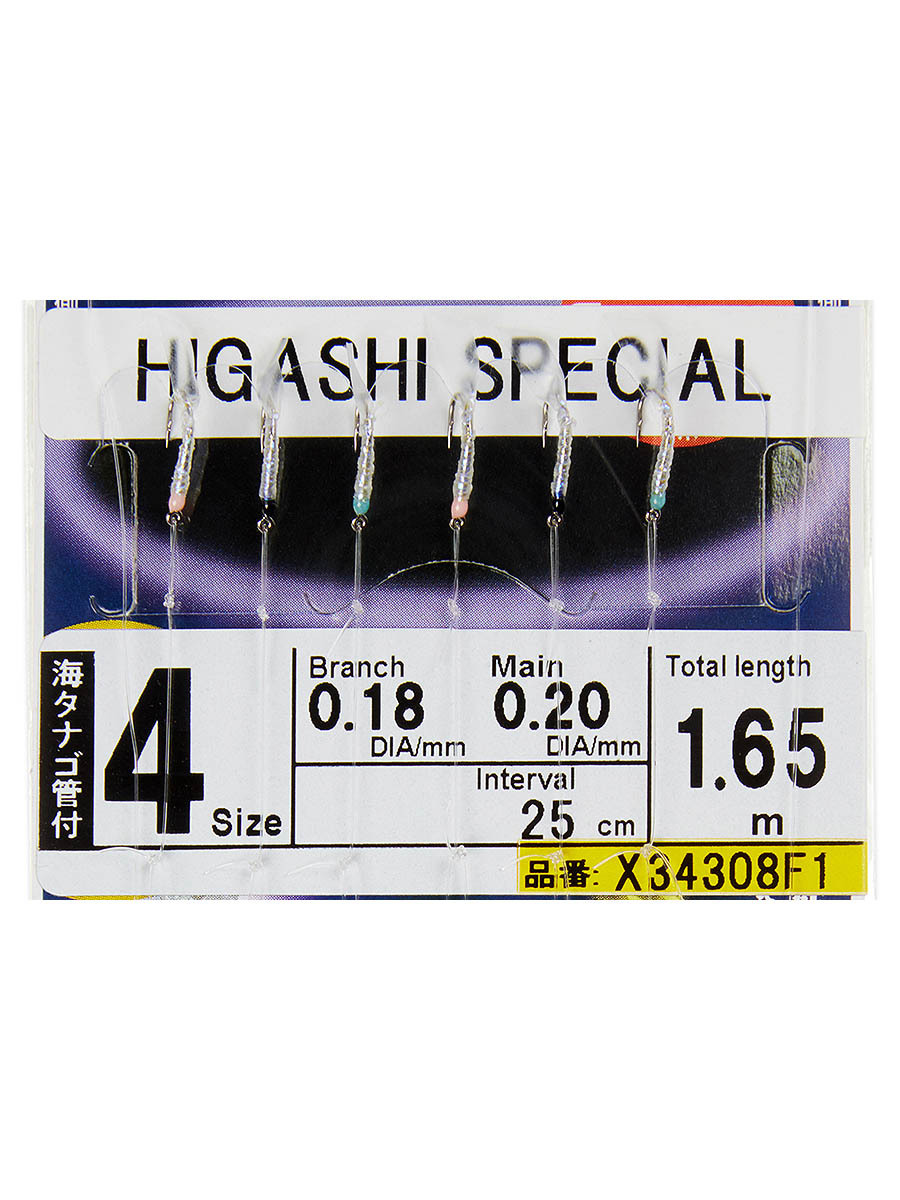 HIGASHI SPECIAL
海タナゴ管付
4 Size
Branch
0.18
DIA/mm
Main
0.20
DIA/mm
Interval
25 cm
Total length
1.65
m
品番: X34308F1